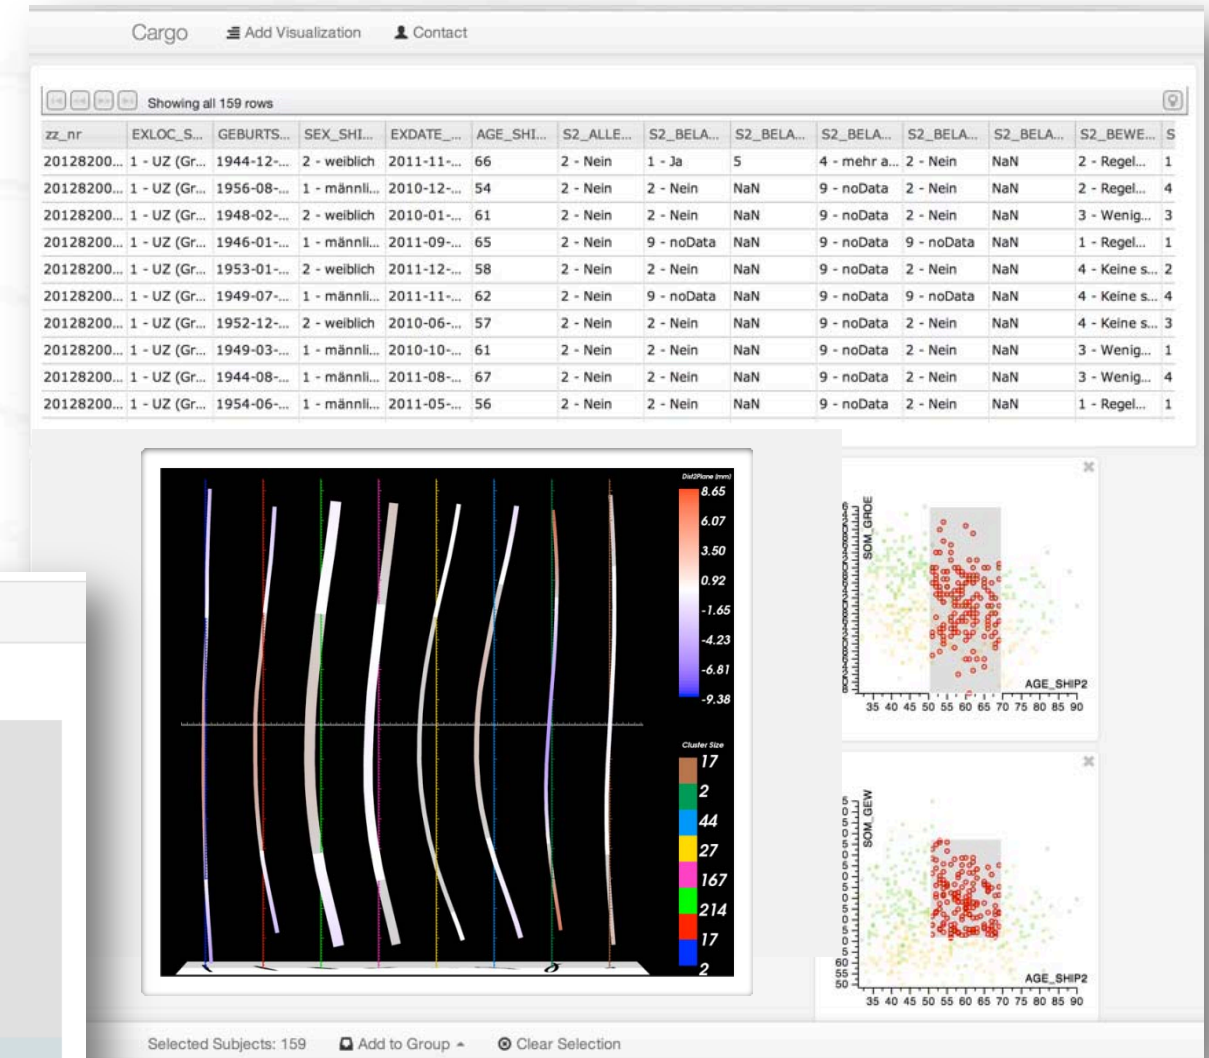 Cargo Add Visualization Contact
Showing all 159 rows
zz_nr EXLOC_S... GEBURTS... SEX_SHI... EXDATE_... AGE_SHI... S2_ALLE... S2_BELA... S2_BELA... S2_BELA... S2_BELA... S2_BELA... S2_BEWE... S
20128200... 1 - UZ (Gr... 1944-12-... 2 - weiblich 2011-11-... 66 2 - Nein 1 - Ja 5 4 - mehr a... 2 - Nein NaN 2 - Regel... 1
20128200... 1 - UZ (Gr... 1956-08-... 1 - männli... 2010-12-... 54 2 - Nein 2 - Nein NaN 9 - noData 2 - Nein NaN 2 - Regel... 4
20128200... 1 - UZ (Gr... 1948-02-... 2 - weiblich 2010-01-... 61 2 - Nein 2 - Nein NaN 9 - noData 2 - Nein NaN 3 - Wenig... 3
20128200... 1 - UZ (Gr... 1946-01-... 1 - männli... 2011-09-... 65 2 - Nein 9 - noData NaN 9 - noData 9 - noData NaN 1 - Regel... 1
20128200... 1 - UZ (Gr... 1953-01-... 2 - weiblich 2011-12-... 58 2 - Nein 2 - Nein NaN 9 - noData 2 - Nein NaN 4 - Keine s... 2
20128200... 1 - UZ (Gr... 1949-07-... 1 - männli... 2011-11-... 62 2 - Nein 9 - noData NaN 9 - noData 9 - noData NaN 4 - Keine s... 4
20128200... 1 - UZ (Gr... 1952-12-... 2 - weiblich 2010-06-... 57 2 - Nein 2 - Nein NaN 9 - noData 2 - Nein NaN 4 - Keine s... 3
20128200... 1 - UZ (Gr... 1949-03-... 1 - männli... 2010-10-... 61 2 - Nein 2 - Nein NaN 9 - noData 2 - Nein NaN 3 - Wenig... 1
20128200... 1 - UZ (Gr... 1944-08-... 1 - männli... 2011-08-... 67 2 - Nein 2 - Nein NaN 9 - noData 2 - Nein NaN 3 - Wenig... 4
20128200... 1 - UZ (Gr... 1954-06-... 1 - männli... 2011-05-... 56 2 - Nein 2 - Nein NaN 9 - noData 2 - Nein NaN 1 - Regel... 1
Dist2Plane (mm)
8.65
6.07
3.50
0.92
-1.65
-4.23
-6.81
-9.38
Cluster Size
17
2
44
27
167
214
17
2
SOM_GROE
AGE_SHIP2
35 40 45 50 55 60 65 70 75 80 85 90
SOM_GEW
60
55
50
AGE_SHIP2
35 40 45 50 55 60 65 70 75 80 85 90
Selected Subjects: 159 Add to Group Clear Selection